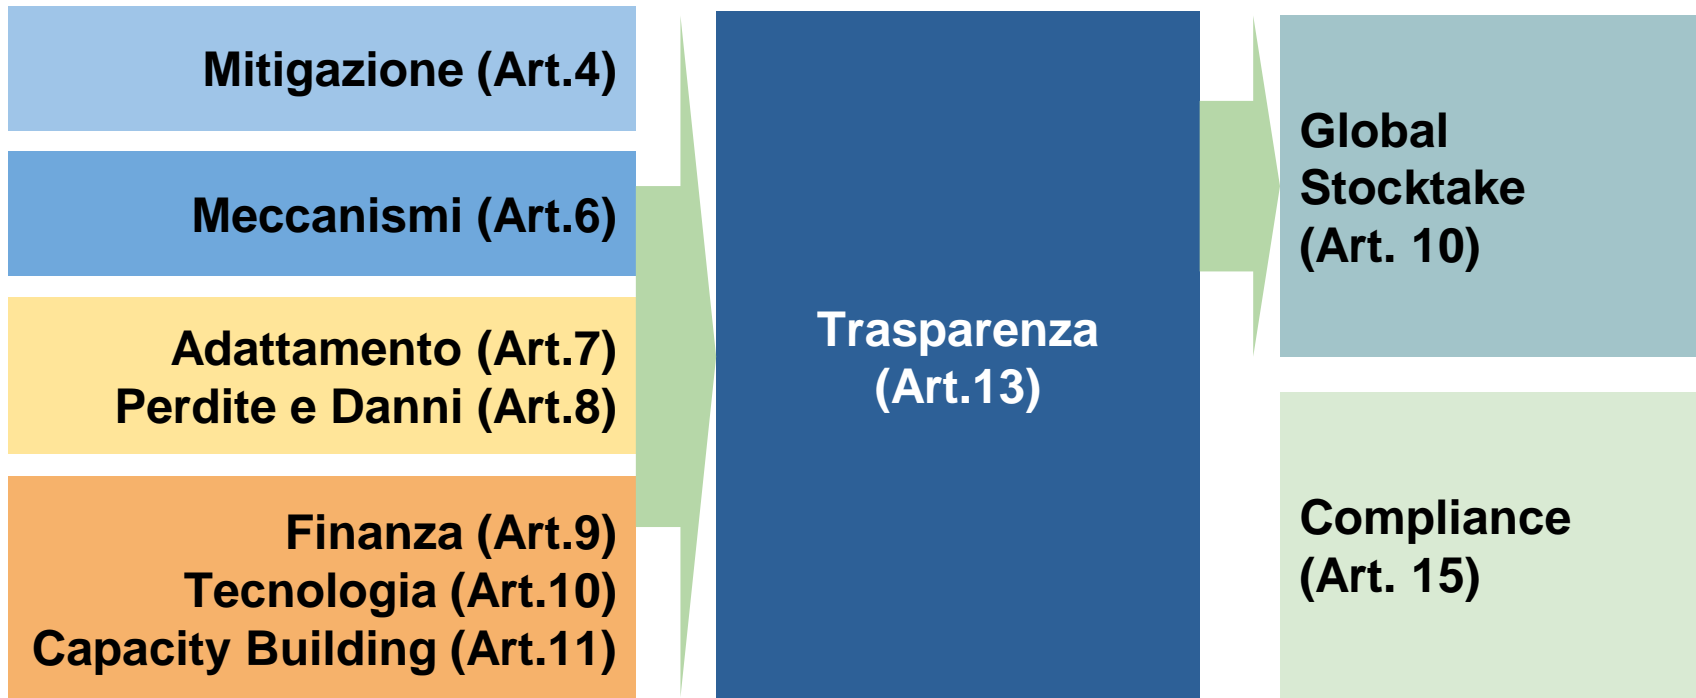 Mitigazione (Art.4)
Meccanismi (Art.6)
Adattamento (Art.7)
Perdite e Danni (Art.8)
Finanza (Art.9)
Tecnologia (Art.10)
Capacity Building (Art.11)
Trasparenza
(Art.13)
Global
Stocktake
(Art. 10)
Compliance
(Art. 15)